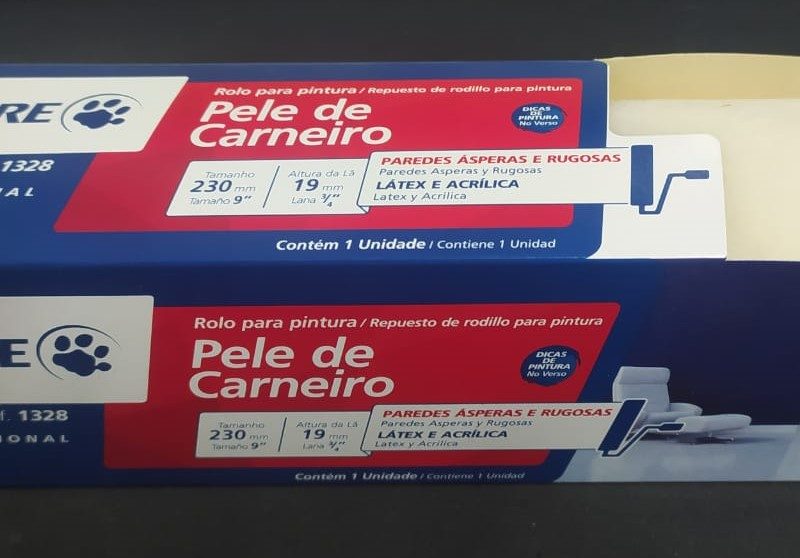 RE
1328
AL
Rolo para pintura / Repuesto de rodillo para pintura
Pele de
Carneiro
DICAS
DE
PINTURA
No Verso
Tamanho
230 mm
Tamaño 9"
Altura da Lã
19 mm
Lana 3/4"
PAREDES ÁSPERAS E RUGOSAS
Paredes Asperas y Rugosas
LÁTEX E ACRÍLICA
Latex y Acrílica
Contém 1 Unidade / Contiene 1 Unidad
E
f. 1328
IONAL
Rolo para pintura / Repuesto de rodillo para pintura
Pele de
Carneiro
DICAS
DE
PINTURA
No Verso
Tamanho
230 mm
Tamaño 9"
Altura da Lã
19 mm
Lana 3/4"
PAREDES ÁSPERAS E RUGOSAS
Paredes Asperas y Rugosas
LÁTEX E ACRÍLICA
Latex y Acrílica
Contém 1 Unidade / Contiene 1 Unidad